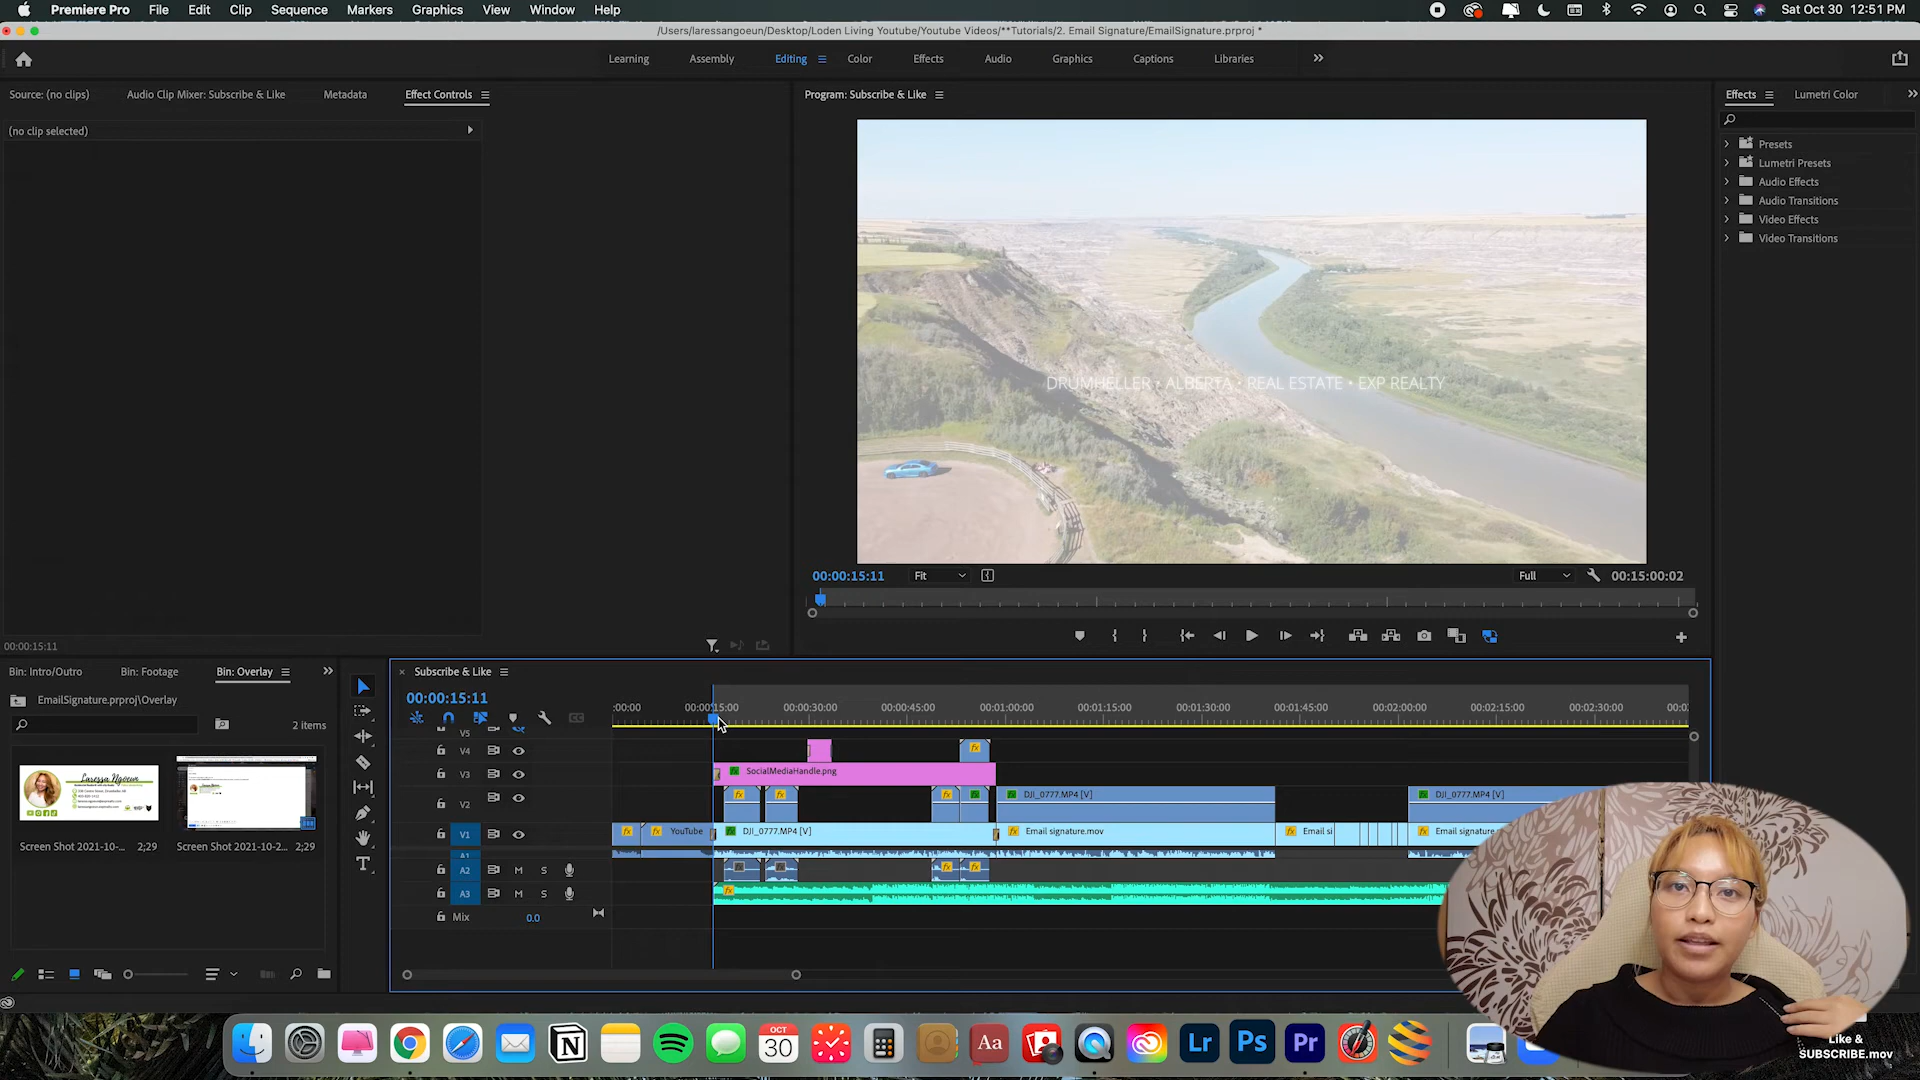 Premiere Pro File Edit Clip Sequence Markers Graphics View Window Help Sat Oct 30 12:51 PM
/Users/laressangoeun/Desktop/Loden Living Youtube/Youtube Videos/**Tutorials/2. Email Signature/EmailSignature.prproj *
Learning Assembly Editing Color Effects Audio Graphics Captions Libraries
Source: (no clips) Audio Clip Mixer: Subscribe & Like Metadata Effect Controls
(no clip selected)
Program: Subscribe & Like
Effects Lumetri Color
Presets
Lumetri Presets
Audio Effects
Audio Transitions
Video Effects
Video Transitions
DRUMHELLER • ALBERTA • REAL ESTATE • EXP REALTY
00:00:15:11 Fit Full 00:15:00:02
00:00:15:11
Bin: Intro/Outro Bin: Footage Bin: Overlay
EmailSignature.prproj\Overlay
2 items
Laressa Ngoeun
Screen Shot 2021-10-... 2;29 Screen Shot 2021-10-2... 2;29
Subscribe & Like
00:00:15:11
:00:00 00:00:15:00 00:00:30:00 00:00:45:00 00:01:00:00 00:01:15:00 00:01:30:00 00:01:45:00 00:02:00:00 00:02:15:00 00:02:30:00 00:0
V5
V4
V3 SocialMediaHandle.png
V2 DJI_0777.MP4 [V] DJI_0777.MP4 [V]
V1 YouTube DJI_0777.MP4 [V] Email signature.mov Email si Email signature
A1
A2 M S
A3 M S
Mix 0.0
OCT
30
Aa
Lr
Ps
Pr
Like &
SUBSCRIBE.mov